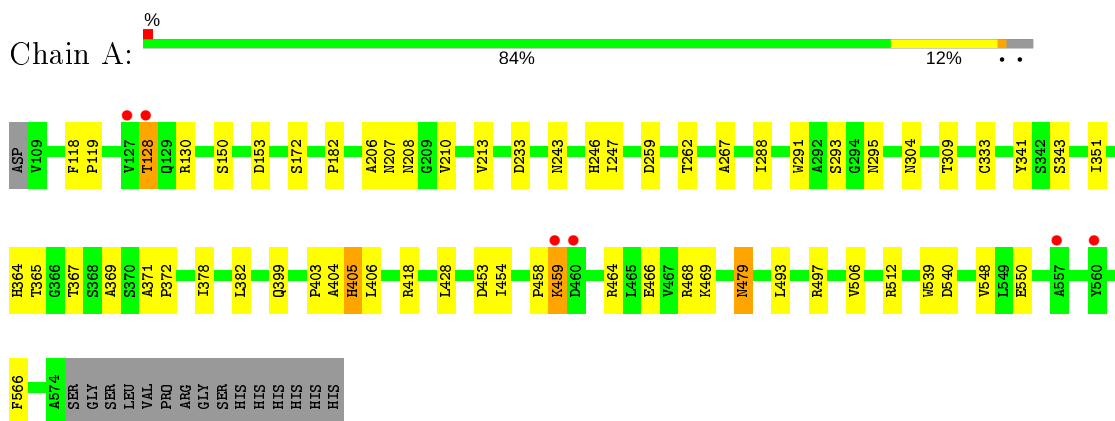 %
Chain A:
84% 12% • •
ASP V109 F118 P119 V127 T128 Q129 R130 S150 D153 S172 P182 A206 N207 N208 G209 V210 V213 D233 N243 H246 I247 D259 T262 A267 I288 W291 A292 S293 G294 N295 N304 T309 C333 Y341 S342 S343 I351
H364 T365 G366 T367 S368 A369 S370 A371 P372 I378 L382 Q399 P403 A404 H405 L406 R418 L428 D453 I454 P458 K459 D460 R464 L465 E466 V467 R468 K469 N479 L493 R497 V506 R512 W539 D540 V548 L549 E550 A557 Y560
F566 A574 SER GLY SER LEU VAL PRO ARG GLY SER HIS HIS HIS HIS HIS HIS